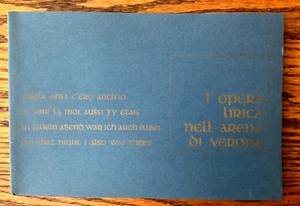 quella sera c'ero anch'io
ce soir là moi aussi j'y étais
an jenem abend war ich auch dabei
that night i also was there
l'opera
lirica
nell'arena
di verona